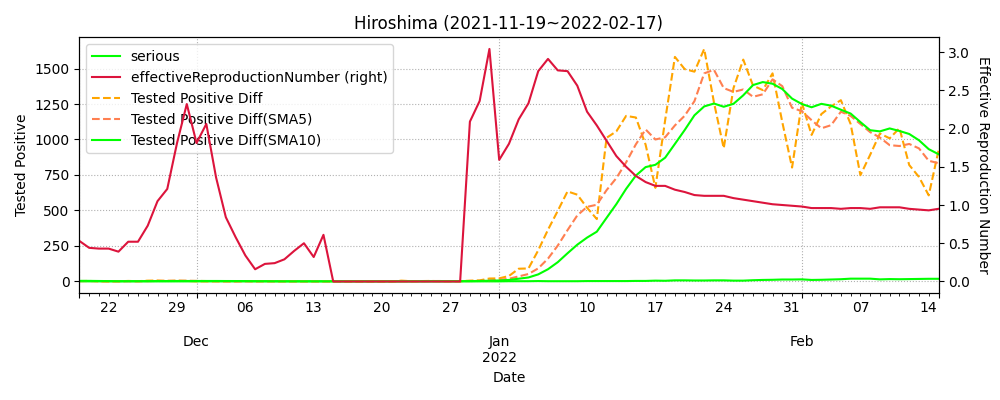 Hiroshima (2021-11-19~2022-02-17)
serious
effectiveReproductionNumber (right)
Tested Positive Diff
Tested Positive Diff(SMA5)
Tested Positive Diff(SMA10)
Tested Positive
1500
1250
1000
750
500
250
0
3.0
2.5
2.0
1.5
1.0
0.5
0.0
Effective Reproduction Number
22 29 06 13 20 27 03 10 17 24 31 07 14
Dec Jan Feb
2022
Date